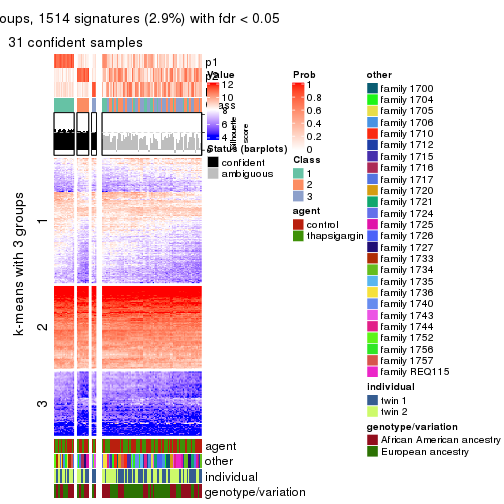 oups, 1514 signatures (2.9%) with fdr < 0.05
31 confident samples
p1
p2
Class
silhouette
score
k-means with 3 groups
1
2
3
agent
other
individual
genotype/variation
Value
12
10
8
6
4
Status (barplots)
confident
ambiguous
Prob
1
0.8
0.6
0.4
0.2
0
Class
1
2
3
agent
control
thapsigargin
other
family 1700
family 1704
family 1705
family 1706
family 1710
family 1712
family 1715
family 1716
family 1717
family 1720
family 1721
family 1724
family 1725
family 1726
family 1727
family 1733
family 1734
family 1735
family 1736
family 1740
family 1743
family 1744
family 1752
family 1756
family 1757
family REQ115
individual
twin 1
twin 2
genotype/variation
African American ancestry
European ancestry